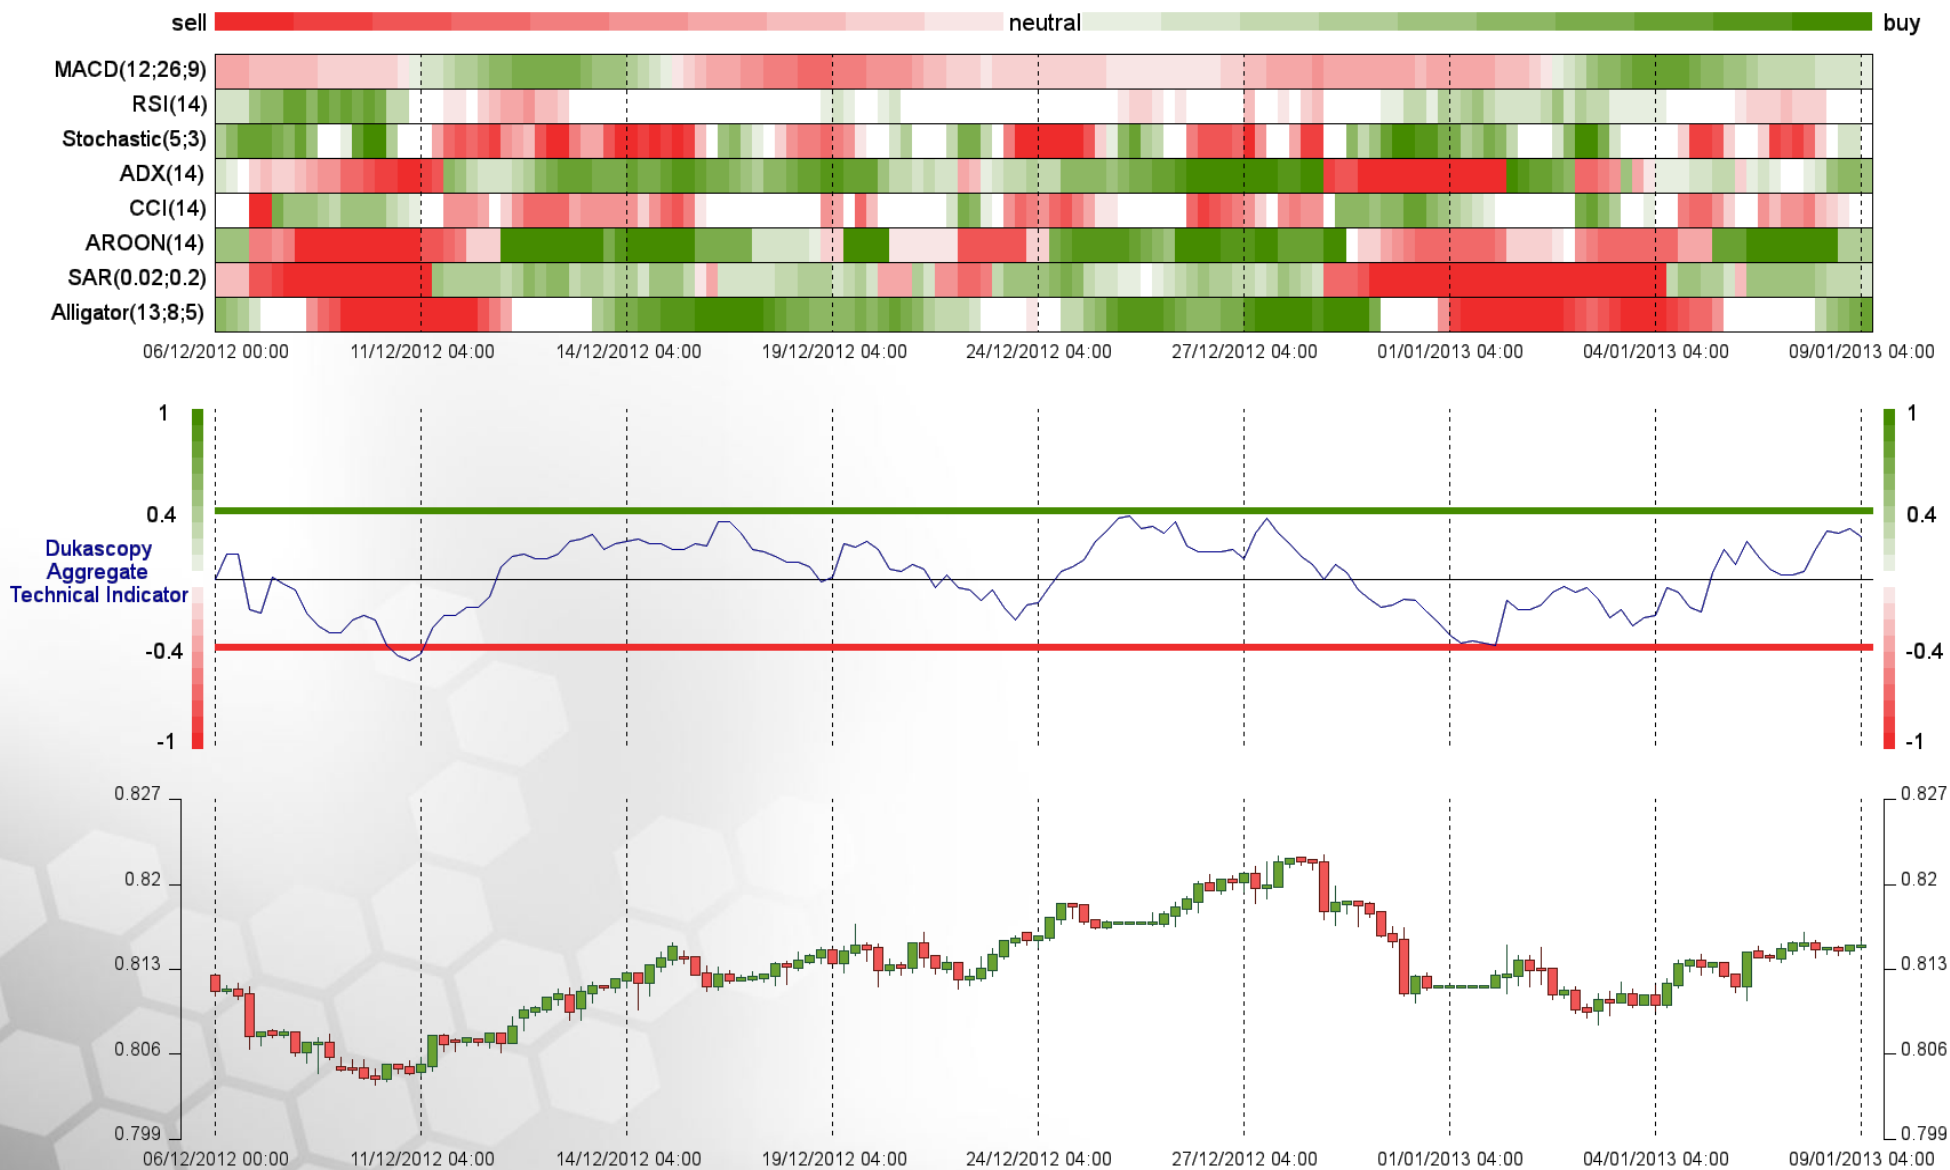 sell neutral buy
MACD(12;26;9)
RSI(14)
Stochastic(5;3)
ADX(14)
CCI(14)
AROON(14)
SAR(0.02;0.2)
Alligator(13;8;5)
06/12/2012 00:00 11/12/2012 04:00 14/12/2012 04:00 19/12/2012 04:00 24/12/2012 04:00 27/12/2012 04:00 01/01/2013 04:00 04/01/2013 04:00 09/01/2013 04:00
1 1
0.4 0.4
Dukascopy
Aggregate
Technical Indicator
-0.4 -0.4
-1 -1
0.827 0.827
0.82 0.82
0.813 0.813
0.806 0.806
0.799 0.799
06/12/2012 00:00 11/12/2012 04:00 14/12/2012 04:00 19/12/2012 04:00 24/12/2012 04:00 27/12/2012 04:00 01/01/2013 04:00 04/01/2013 04:00 09/01/2013 04:00